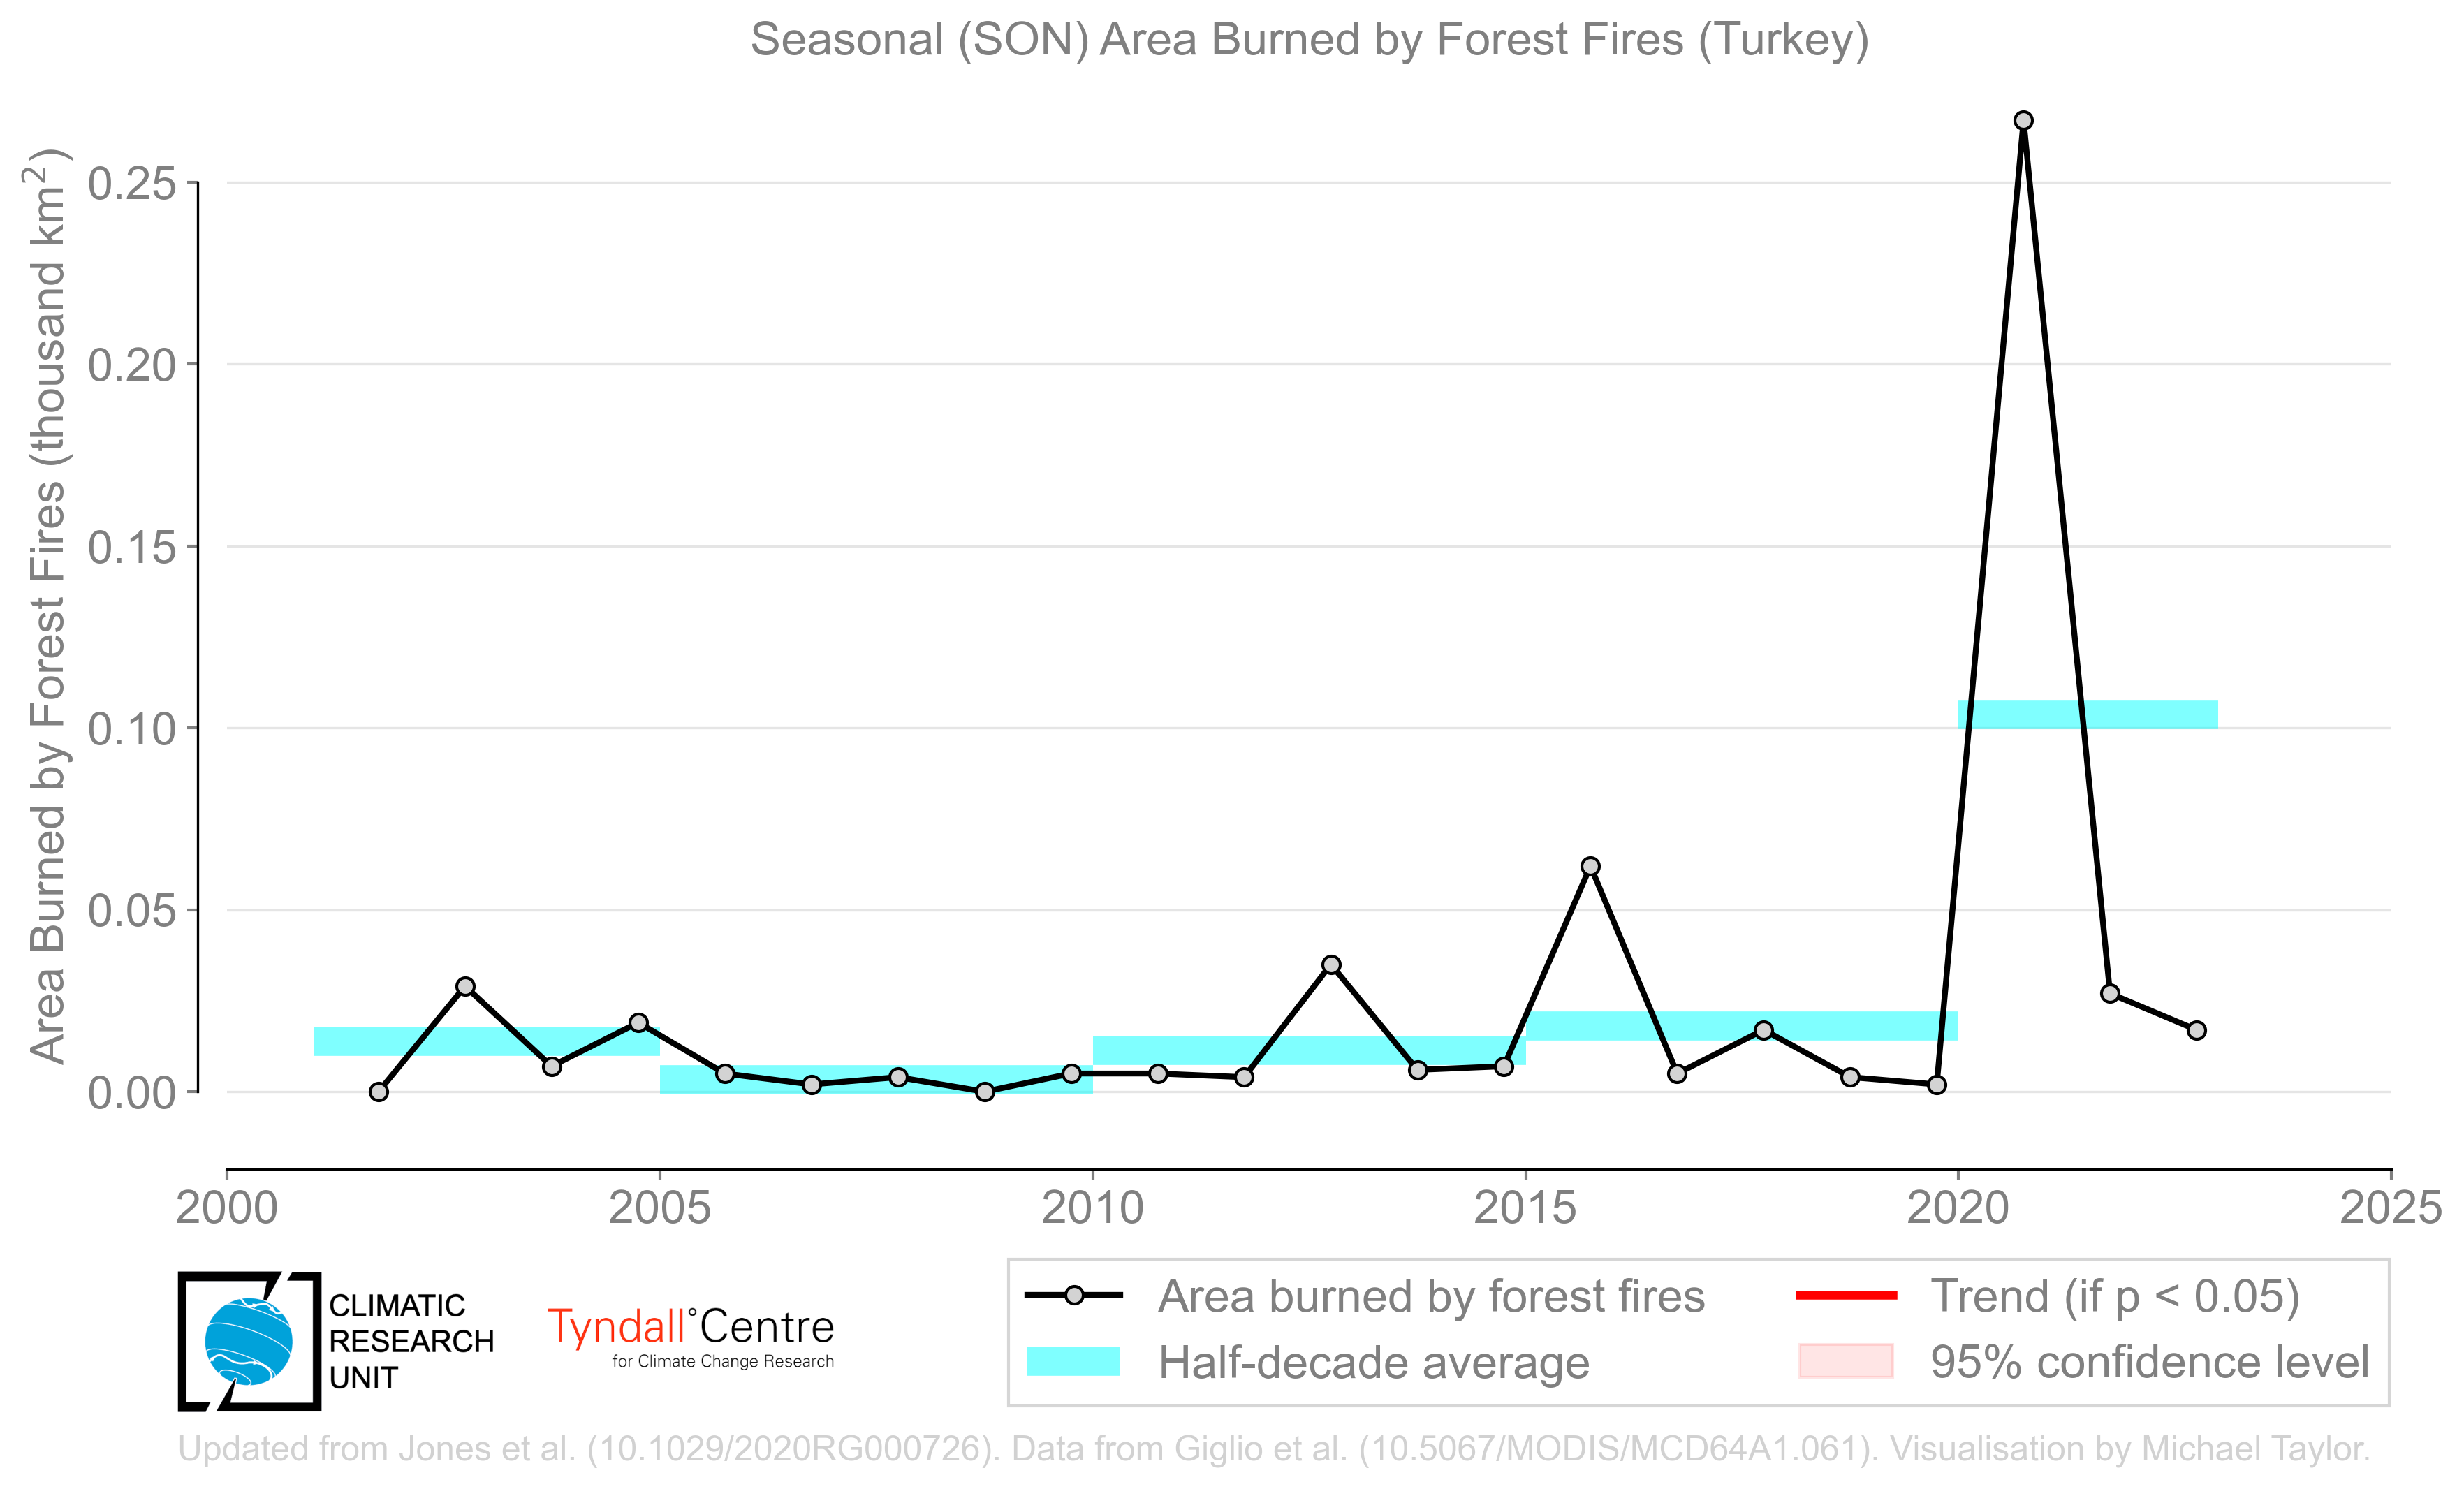 Seasonal (SON) Area Burned by Forest Fires (Turkey)
Area Burned by Forest Fires (thousand km²)
0.25
0.20
0.15
0.10
0.05
0.00
2000 2005 2010 2015 2020 2025
CLIMATIC
RESEARCH
UNIT
Tyndall°Centre
for Climate Change Research
Area burned by forest fires
Half-decade average
Trend (if p < 0.05)
95% confidence level
Updated from Jones et al. (10.1029/2020RG000726). Data from Giglio et al. (10.5067/MODIS/MCD64A1.061). Visualisation by Michael Taylor.